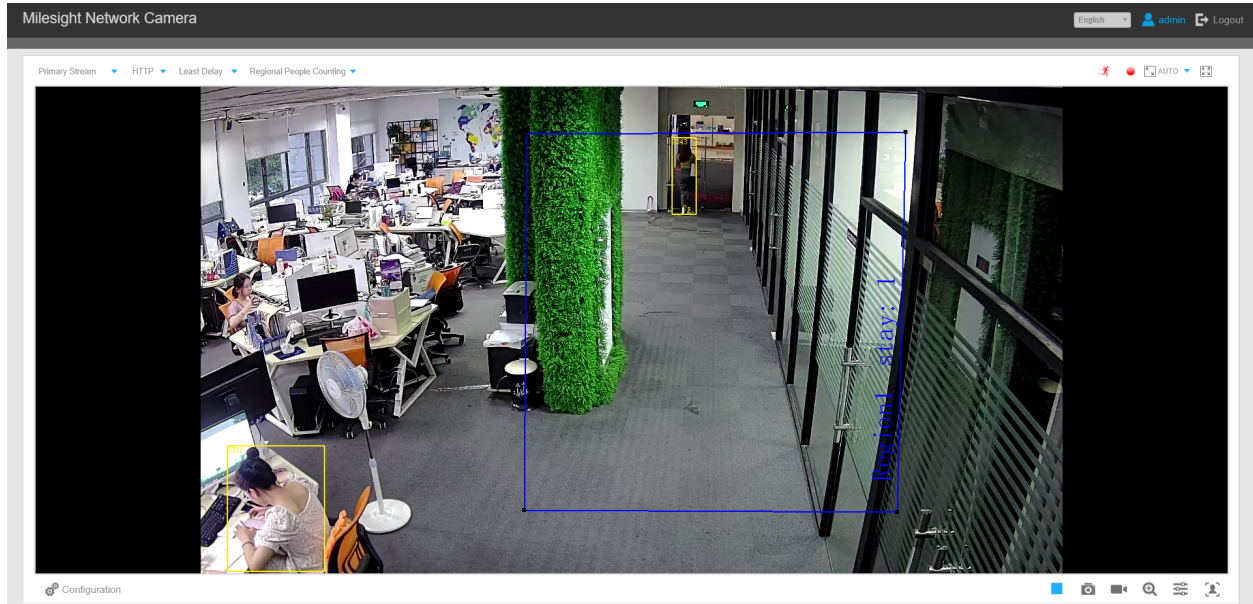 Milesight Network Camera
English
admin
Logout
Primary Stream
HTTP
Least Delay
Regional People Counting
AUTO
2343
Region1 stay: 1
Configuration